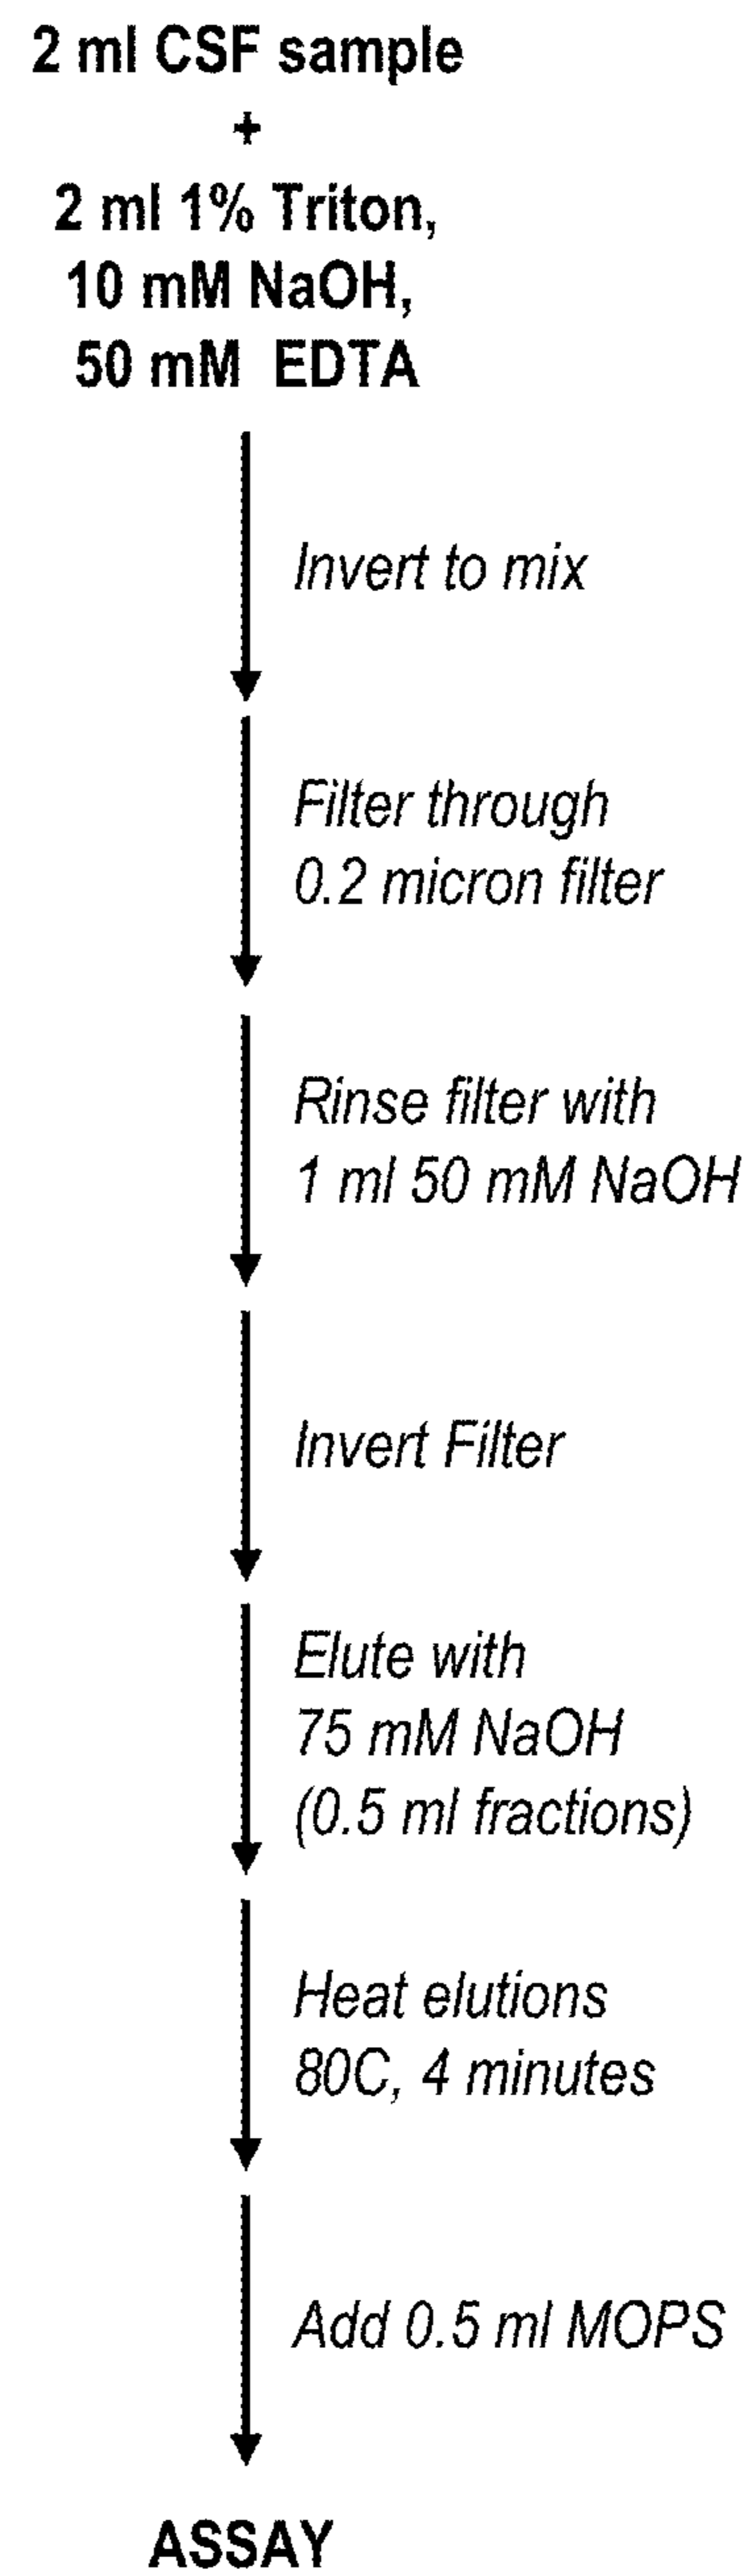 2 ml CSF sample
+
2 ml 1% Triton,
10 mM NaOH,
50 mM EDTA
Invert to mix
Filter through
0.2 micron filter
Rinse filter with
1 ml 50 mM NaOH
Invert Filter
Elute with
75 mM NaOH
(0.5 ml fractions)
Heat elutions
80C, 4 minutes
Add 0.5 ml MOPS
ASSAY